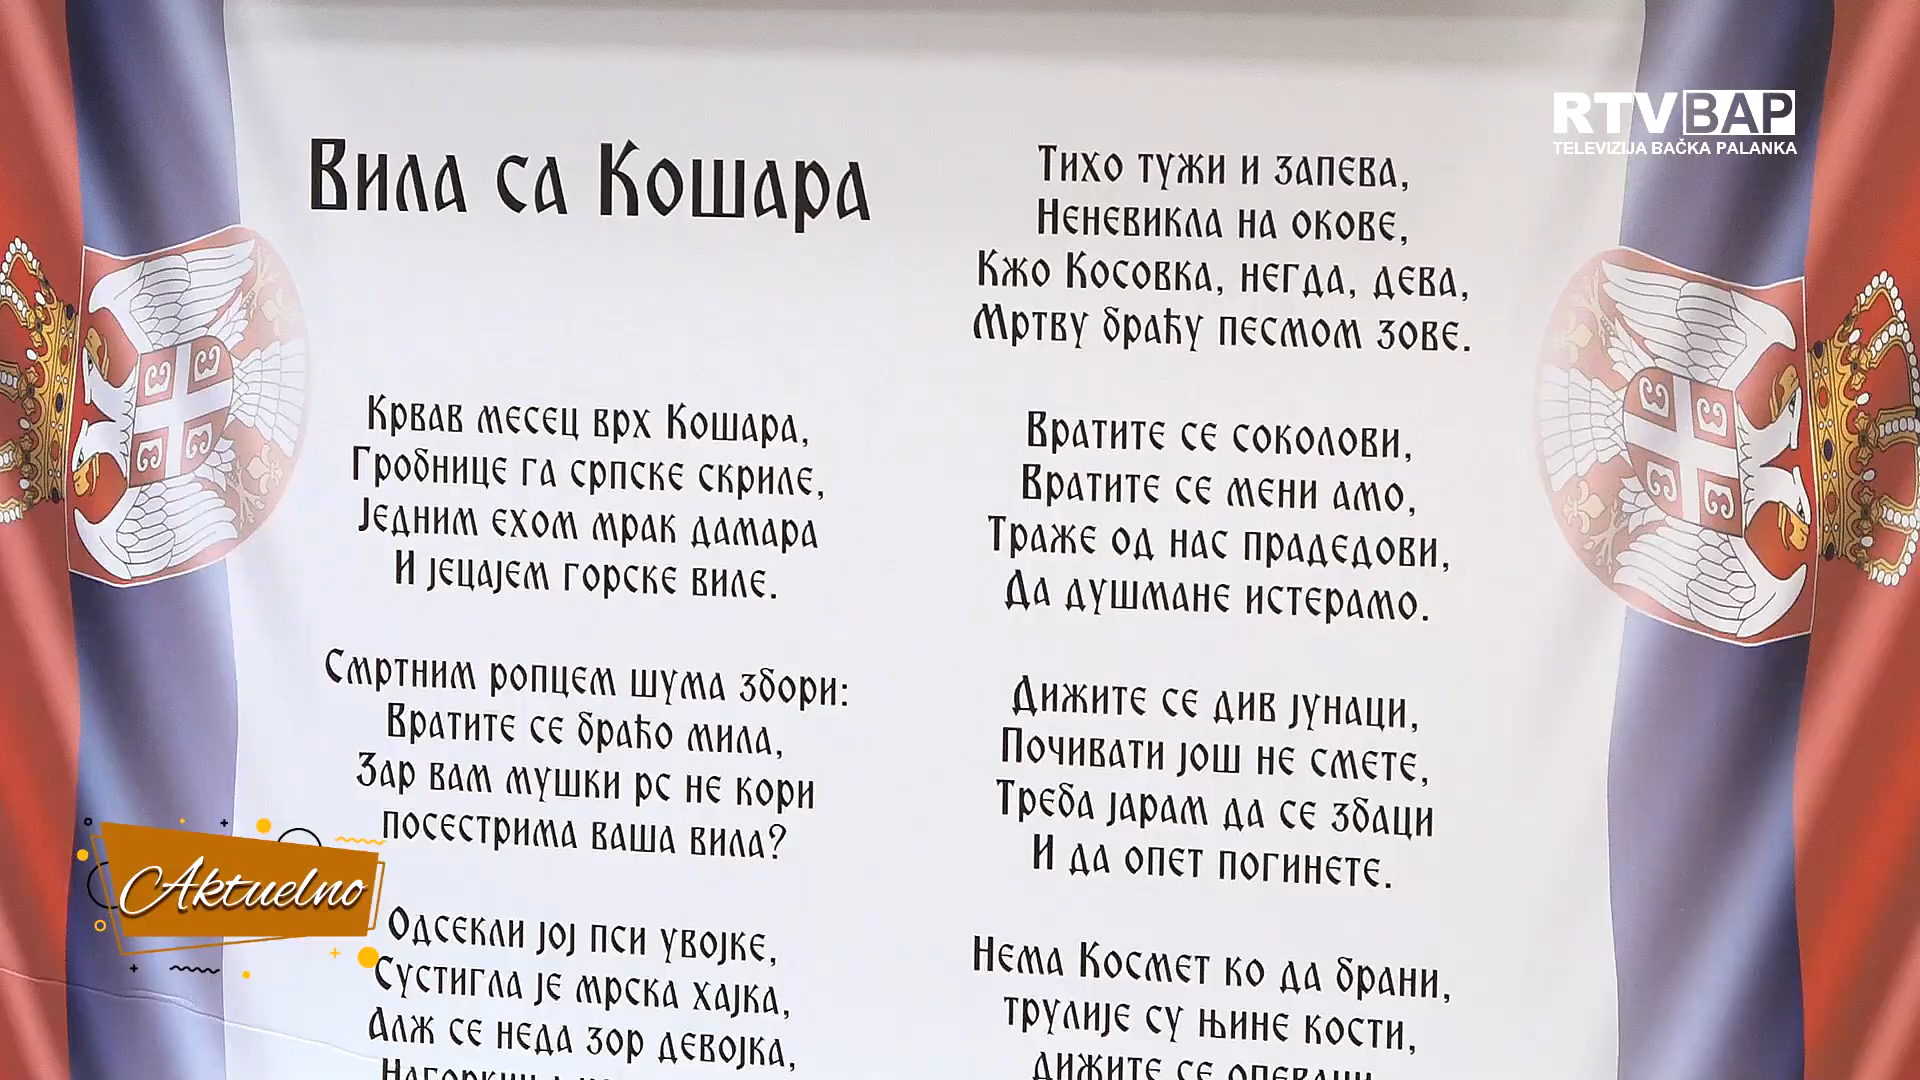 Вила са Кошара
Крвав месец врх Кошара,
Гробнице га српске скриле,
Једним ехом мрак дамара
И јецајем горске виле.
Смртним ропцем шума збори:
Вратите се браћо мила,
Зар вам мушки рс не кори
посестрима ваша вила?
Одсекли јој пси увојке,
Сустигла је мрска хајка,
Алж се неда зор девојка,
Тихо тужи и запева,
Неневикла на окове,
Кжо Косовка, негда, дева,
Мртву браћу песмом зове.
Вратите се соколови,
Вратите се мени амо,
Траже од нас прадедови,
Да душмане истерамо.
Дижите се див јунаци,
Почивати још не смете,
Треба јарам да се збаци
И да опет погинете.
Нема Космет ко да брани,
трулије су њине кости,
дижите се опевани
RTVBAP
TELEVIZIJA BAČKA PALANKA
Aktuelno